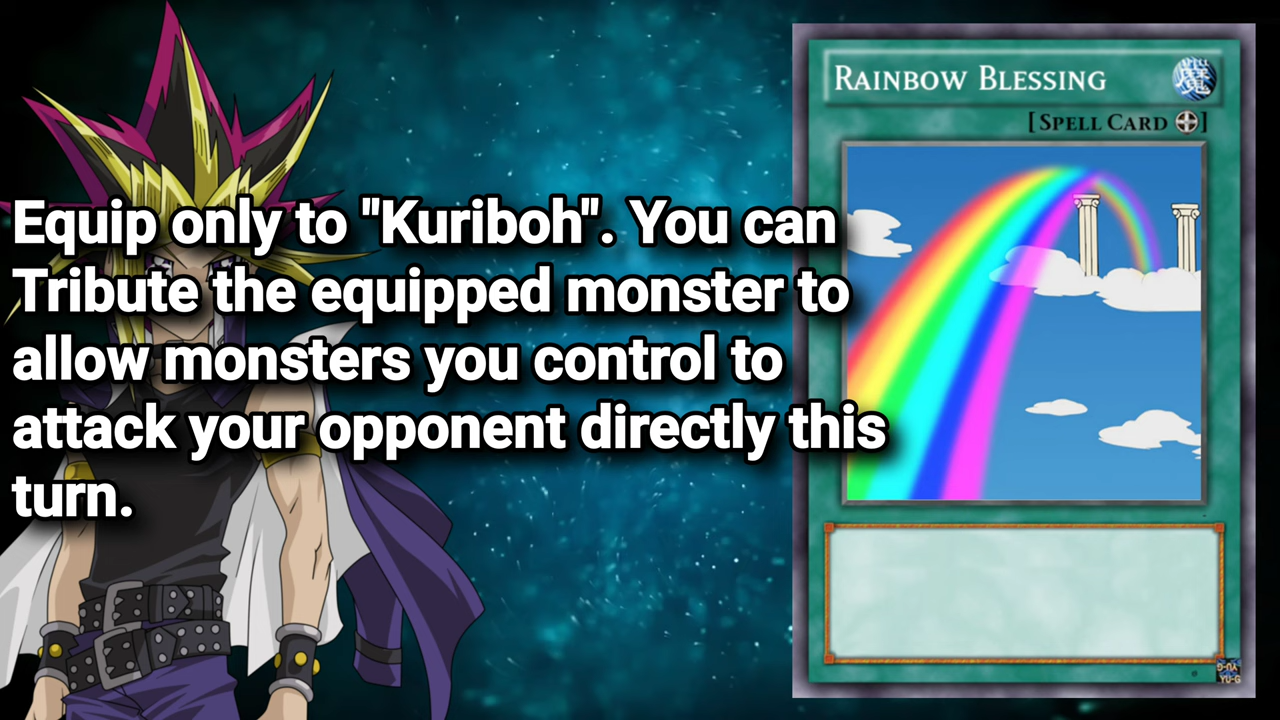 RAINBOW BLESSING
[SPELL CARD]
Equip only to "Kuriboh". You can
Tribute the equipped monster to
allow monsters you control to
attack your opponent directly this
turn.